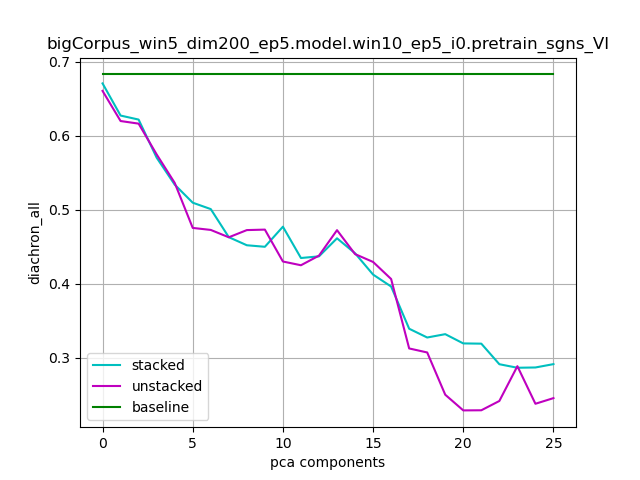 bigCorpus_win5_dim200_ep5.model.win10_ep5_i0.pretrain_sgns_VI
0.7
0.6
0.5
0.4
0.3
diachron_all
stacked
unstacked
baseline
0 5 10 15 20 25
pca components